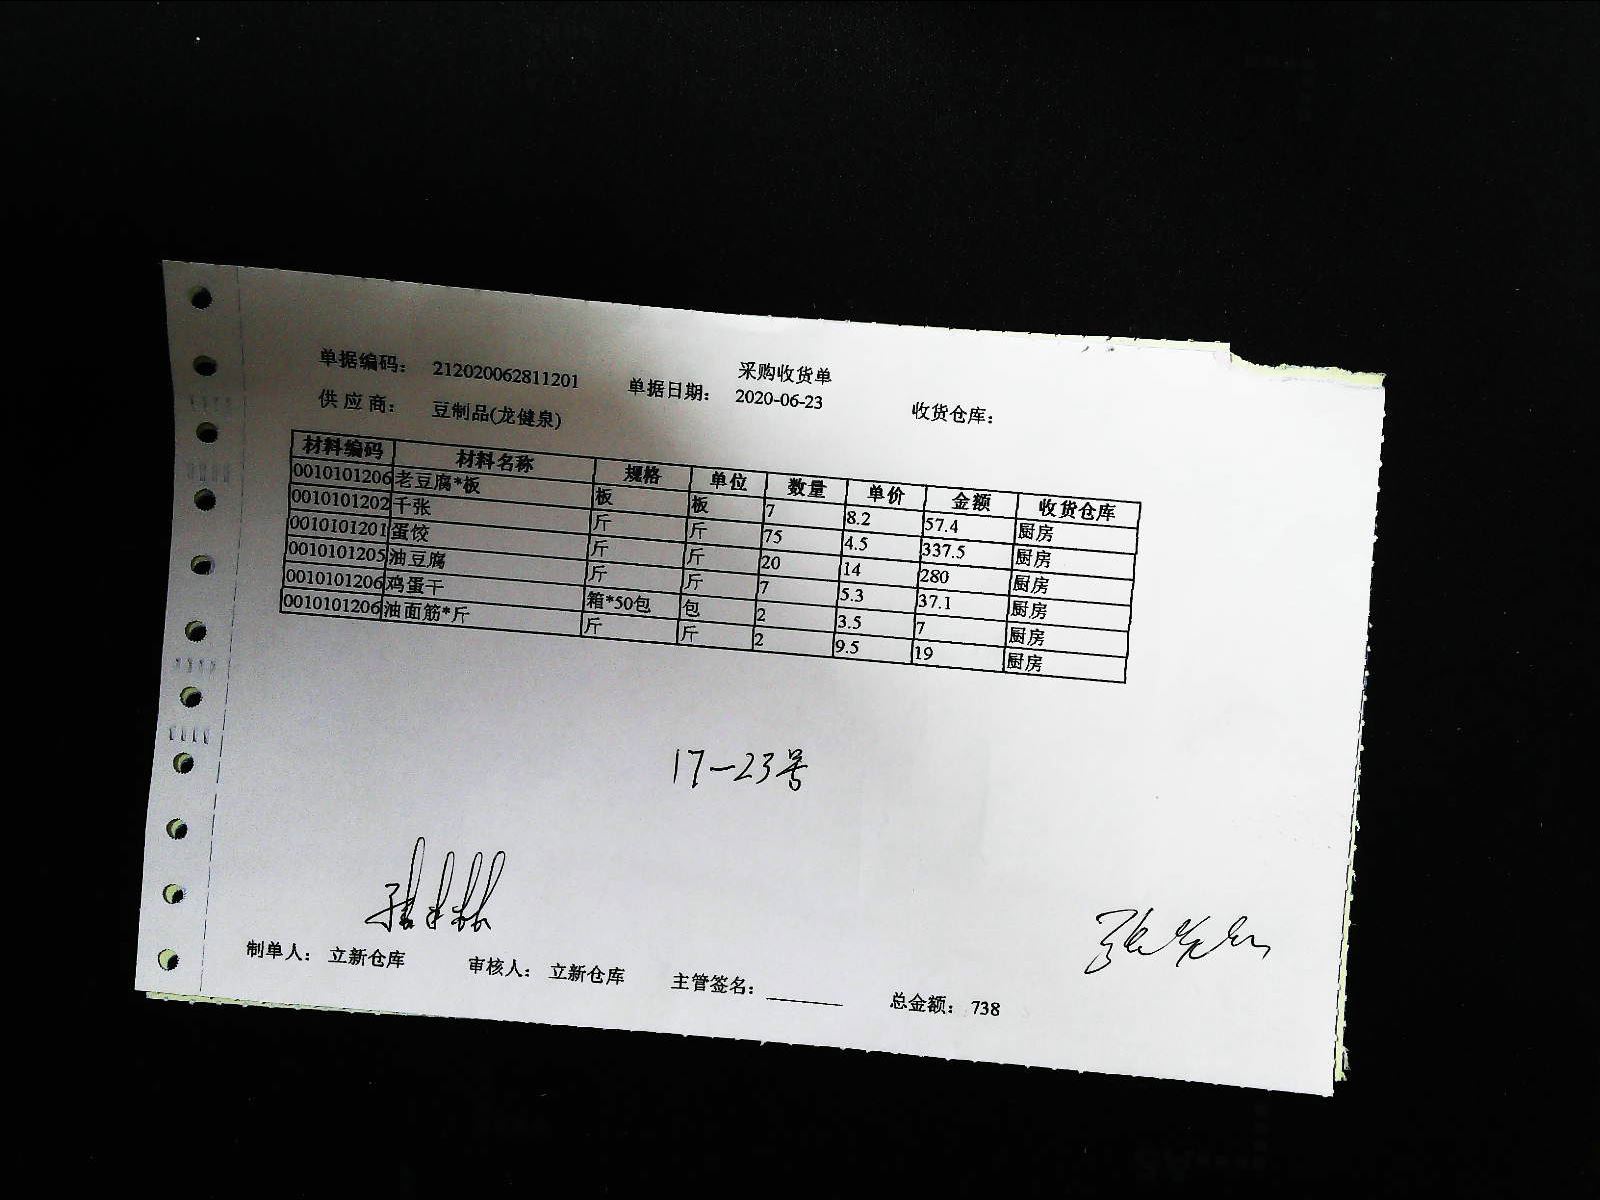 采购收货单
单据编码： 212020062811201 单据日期： 2020-06-23 收货仓库：
供应商： 豆制品(龙健泉)
材料编码 材料名称 规格 单位 数量 单价 金额 收货仓库
0010101206 老豆腐*板 板 板 7 8.2 57.4 厨房
0010101202 千张 斤 斤 75 4.5 337.5 厨房
0010101201 蛋饺 斤 斤 20 14 280 厨房
0010101205 油豆腐 斤 斤 7 5.3 37.1 厨房
0010101206 鸡蛋干 箱*50包 包 2 3.5 7 厨房
0010101206 油面筋*斤 斤 斤 2 9.5 19 厨房
17-23号
制单人： 立新仓库 审核人： 立新仓库 主管签名： 总金额： 738